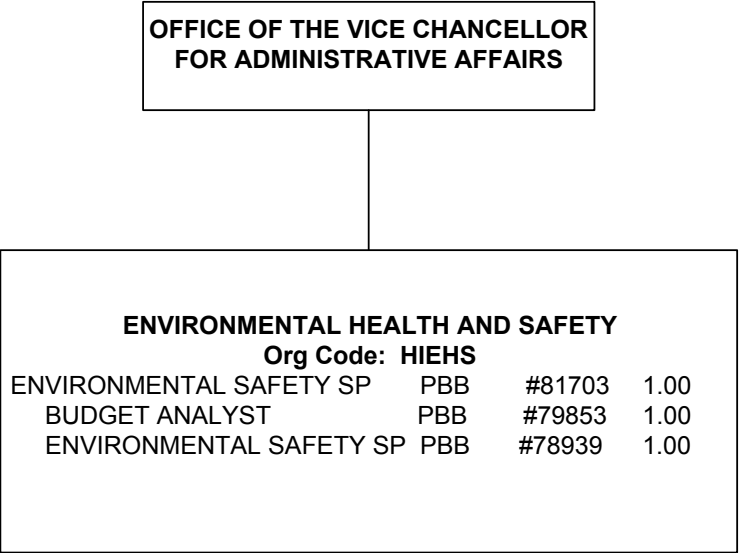 OFFICE OF THE VICE CHANCELLOR
FOR ADMINISTRATIVE AFFAIRS
ENVIRONMENTAL HEALTH AND SAFETY
Org Code: HIEHS
ENVIRONMENTAL SAFETY SP PBB #81703 1.00
BUDGET ANALYST PBB #79853 1.00
ENVIRONMENTAL SAFETY SP PBB #78939 1.00